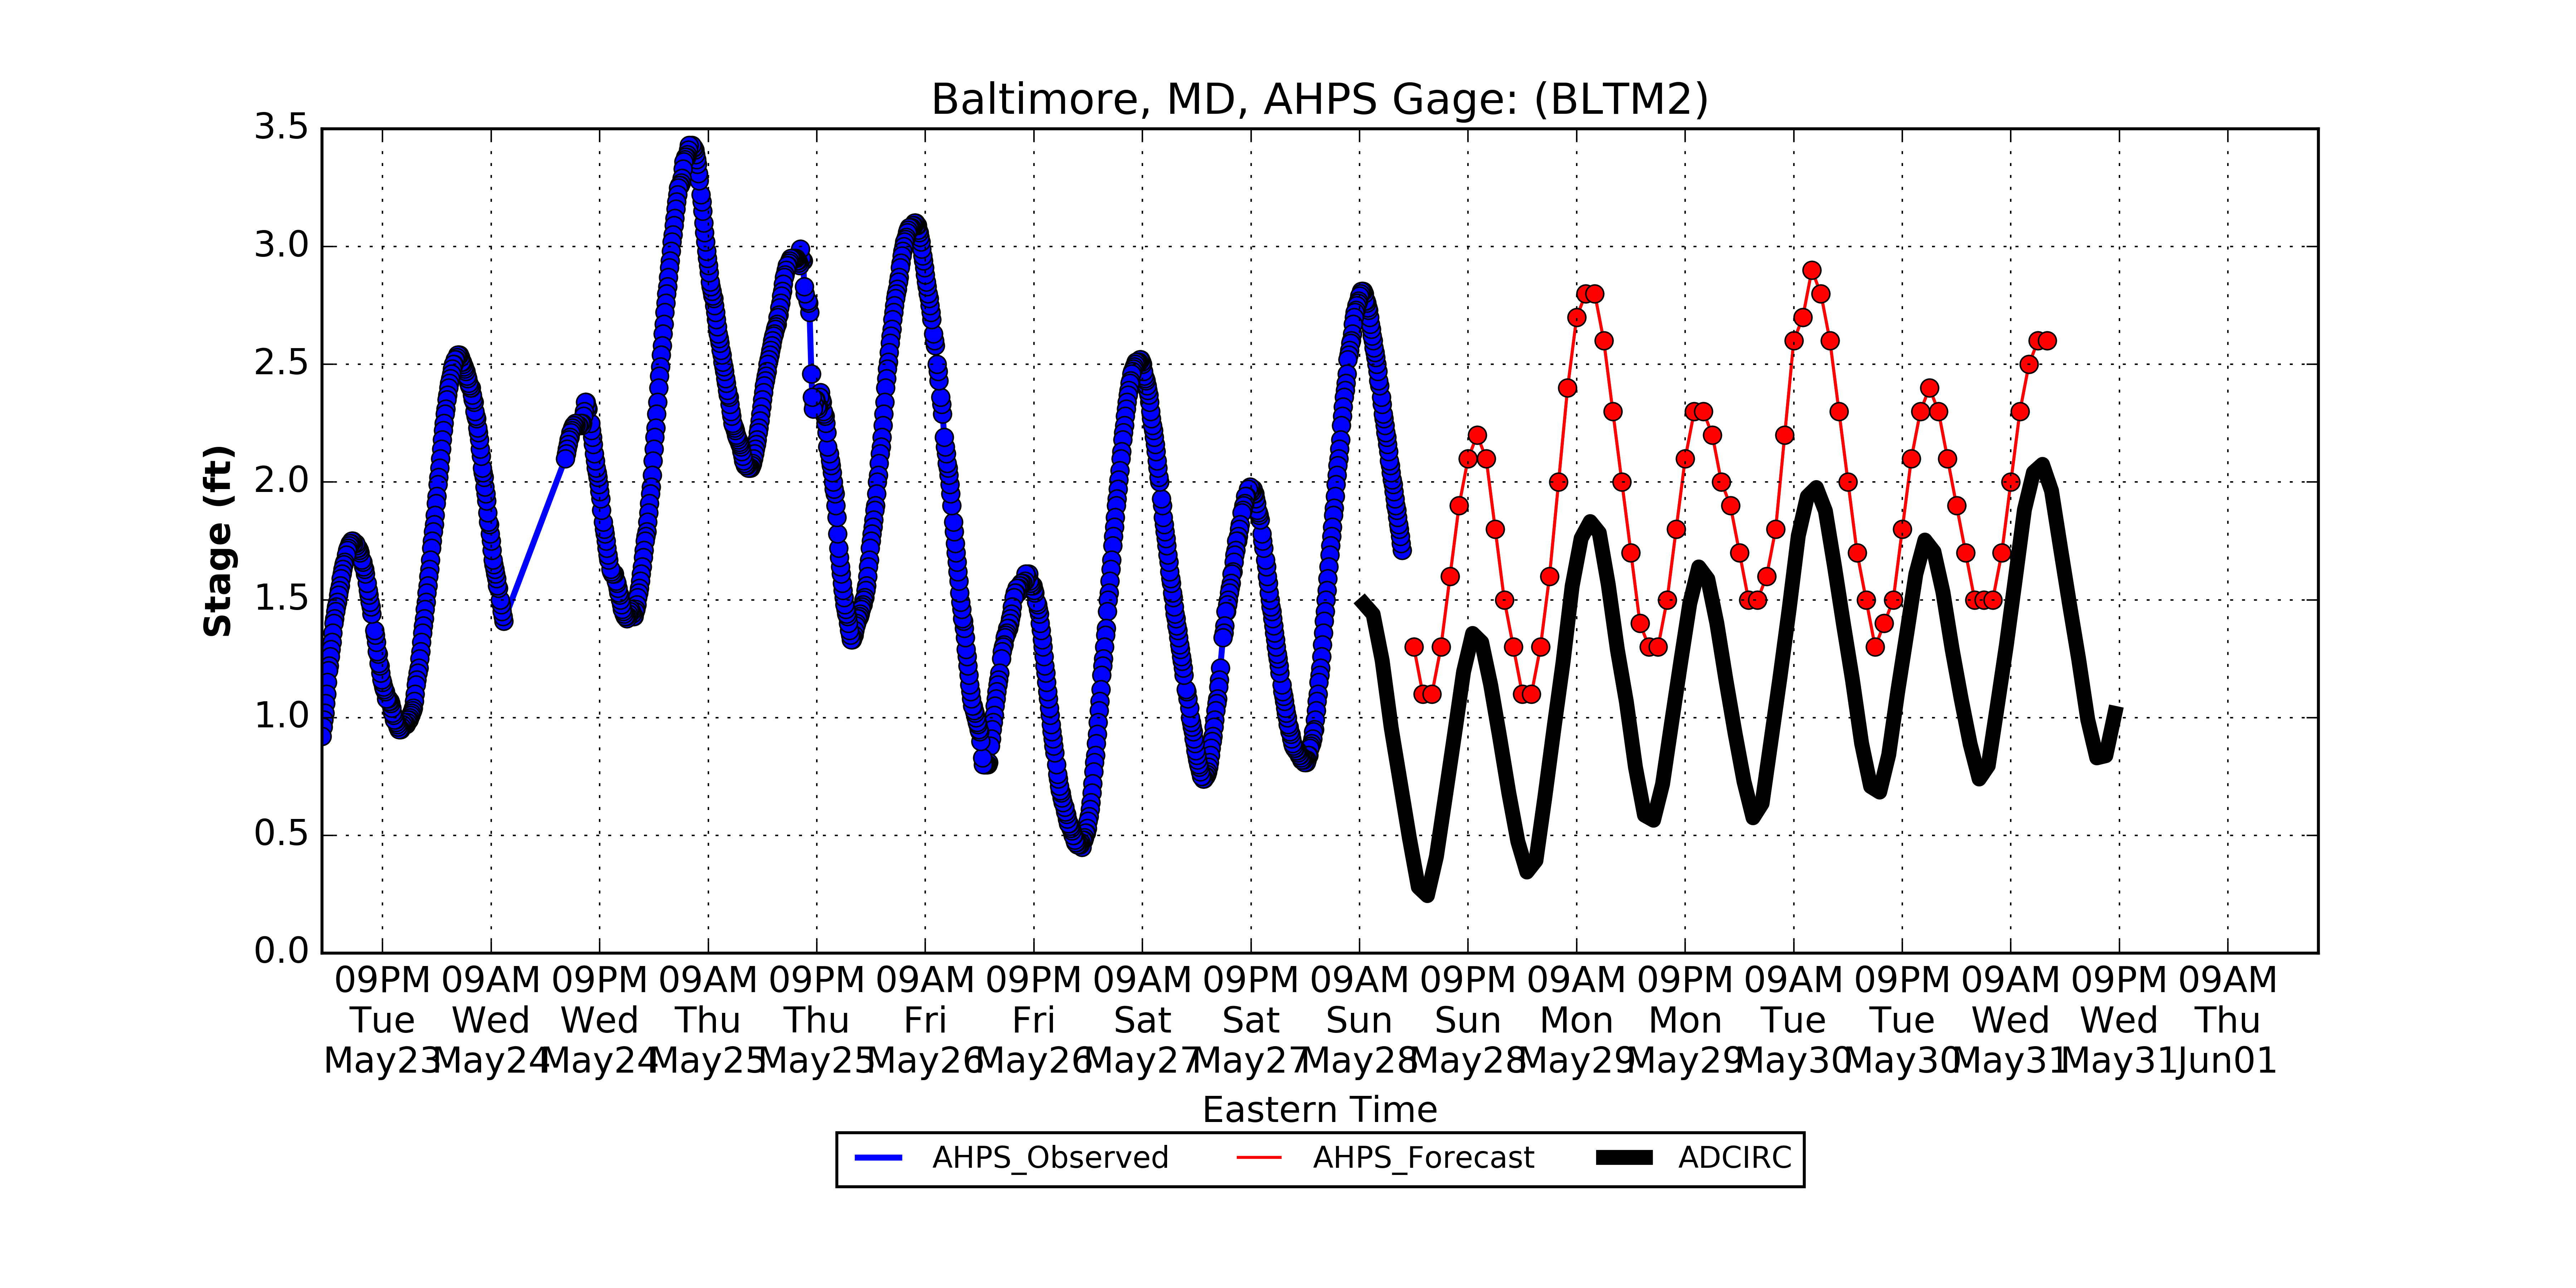 Baltimore, MD, AHPS Gage: (BLTM2)
Stage (ft)
3.5
3.0
2.5
2.0
1.5
1.0
0.5
0.0
09PM 09AM 09PM 09AM 09PM 09AM 09PM 09AM 09PM 09AM 09PM 09AM 09PM 09AM 09PM 09AM 09PM 09AM
Tue Wed Wed Thu Thu Fri Fri Sat Sat Sun Sun Mon Mon Tue Tue Wed Wed Thu
May23 May24 May24 May25 May25 May26 May26 May27 May27 May28 May28 May29 May29 May30 May30 May31 May31 Jun01
Eastern Time
AHPS_Observed AHPS_Forecast ADCIRC